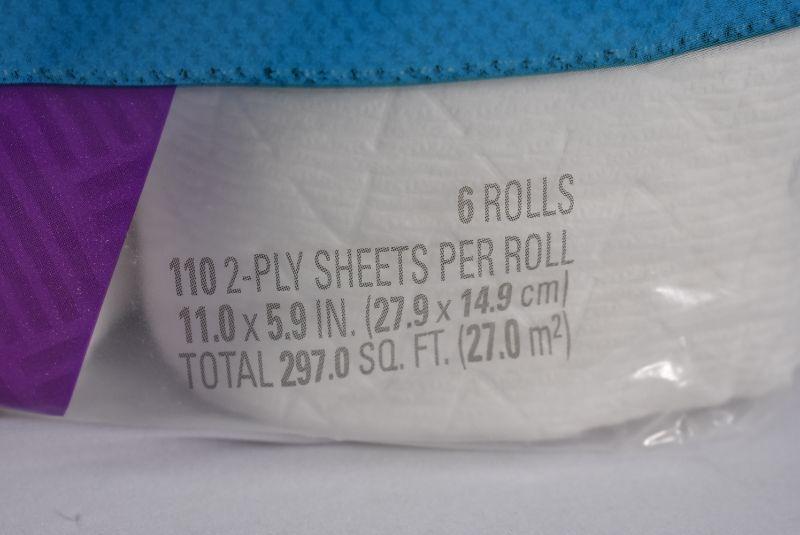 6 ROLLS
110 2-PLY SHEETS PER ROLL
11.0 x 5.9 IN. (27.9 x 14.9 cm)
TOTAL 297.0 SQ. FT. (27.0 m²)